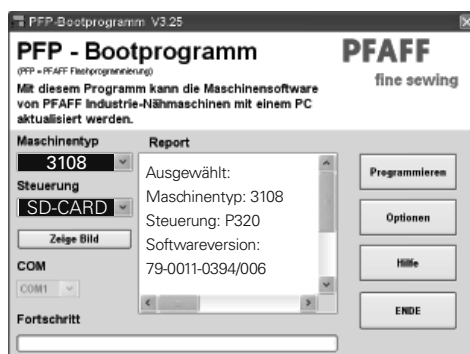 PFP-Bootprogramm V3.25
PFP - Bootprogramm
(PFP = PFAFF Flashprogrammierung)
PFAFF
fine sewing
Mit diesem Programm kann die Maschinensoftware
von PFAFF Industrie-Nähmaschinen mit einem PC
aktualisiert werden.
Maschinentyp
3108
Steuerung
SD-CARD
Zeige Bild
COM
COM1
Fortschritt
Report
Ausgewählt:
Maschinentyp: 3108
Steuerung: P320
Softwareversion:
79-0011-0394/006
Programmieren
Optionen
Hilfe
ENDE